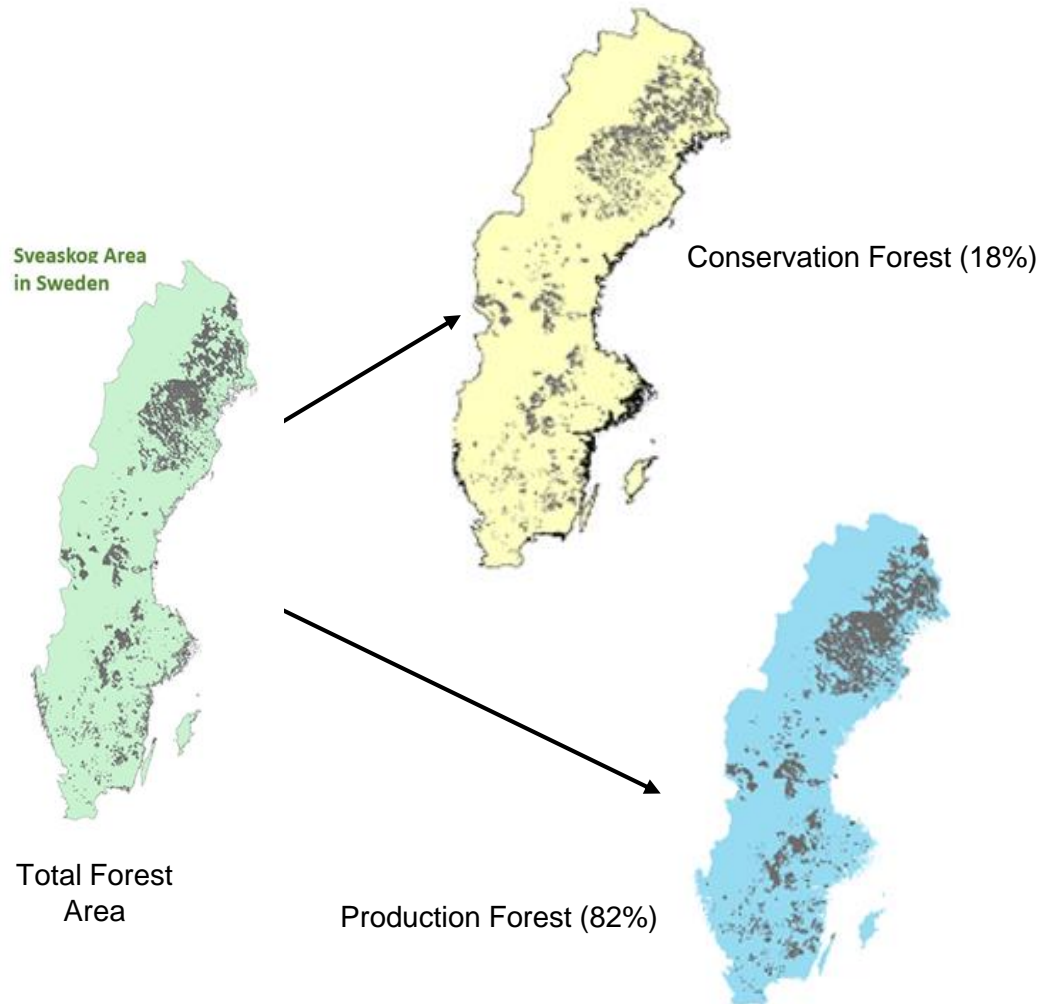 Sveaskog Area
in Sweden
Conservation Forest (18%)
Total Forest
Area
Production Forest (82%)